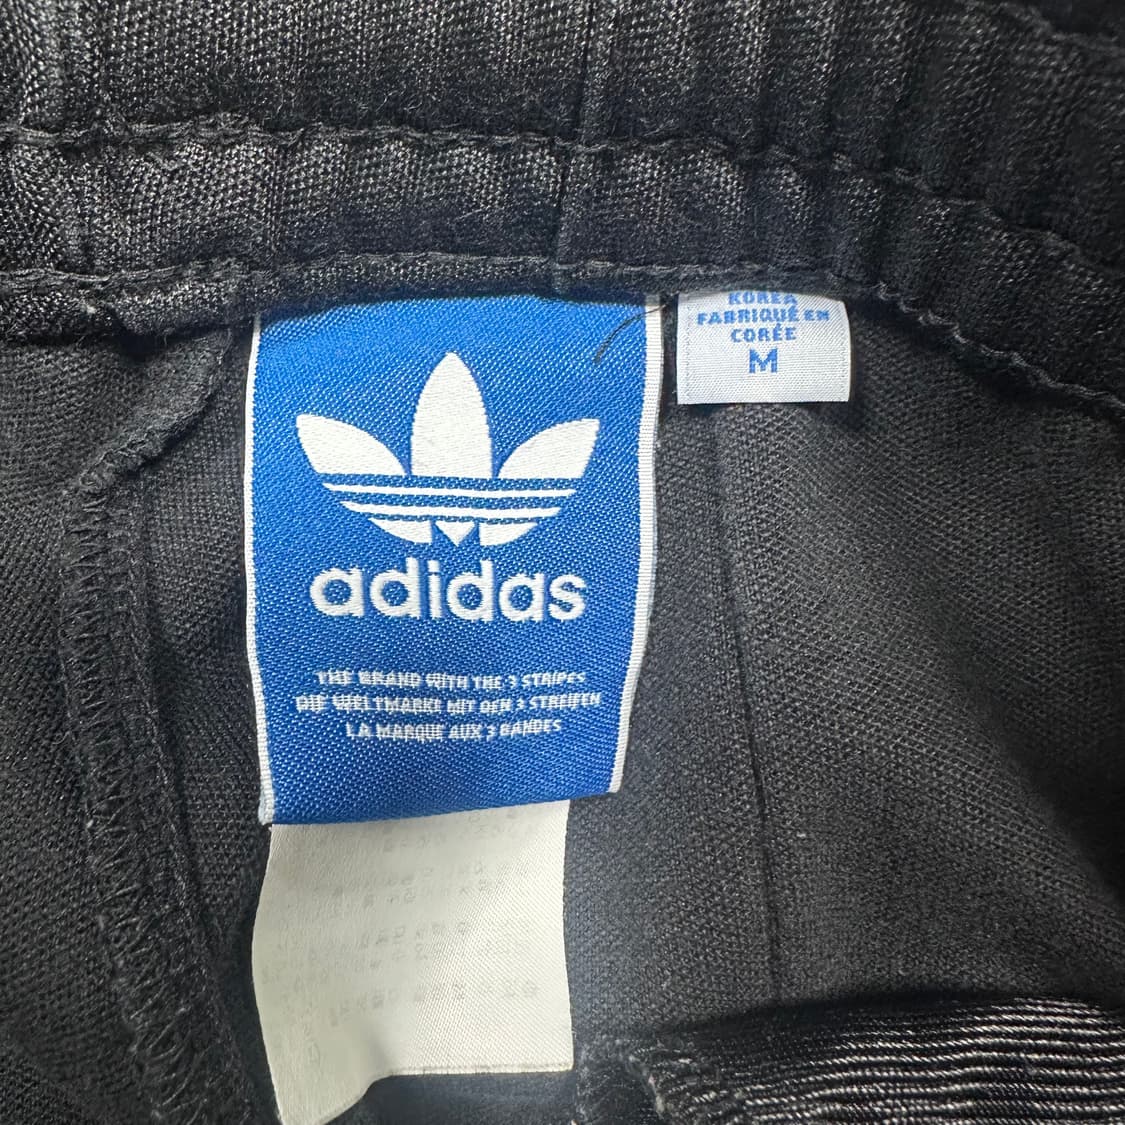 adidas
THE BRAND WITH THE 3 STRIPES
DIE WELTMARKE MIT DEN 3 STREIFEN
LA MARQUE AUX 3 BANDES
KOREA
FABRIQUÉ EN
CORÉE
M